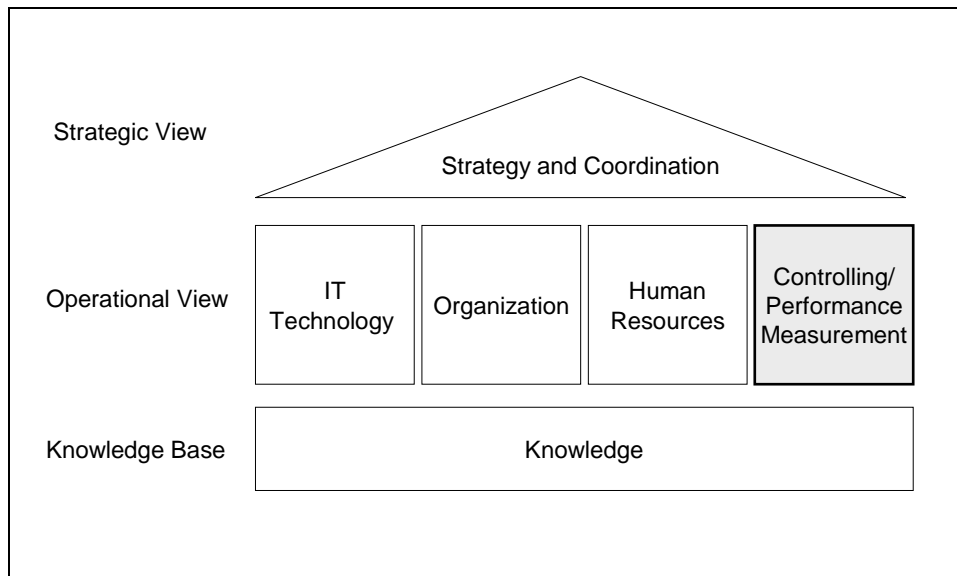 Strategic View
Strategy and Coordination
Operational View
IT
Technology
Organization
Human
Resources
Controlling/
Performance
Measurement
Knowledge Base
Knowledge